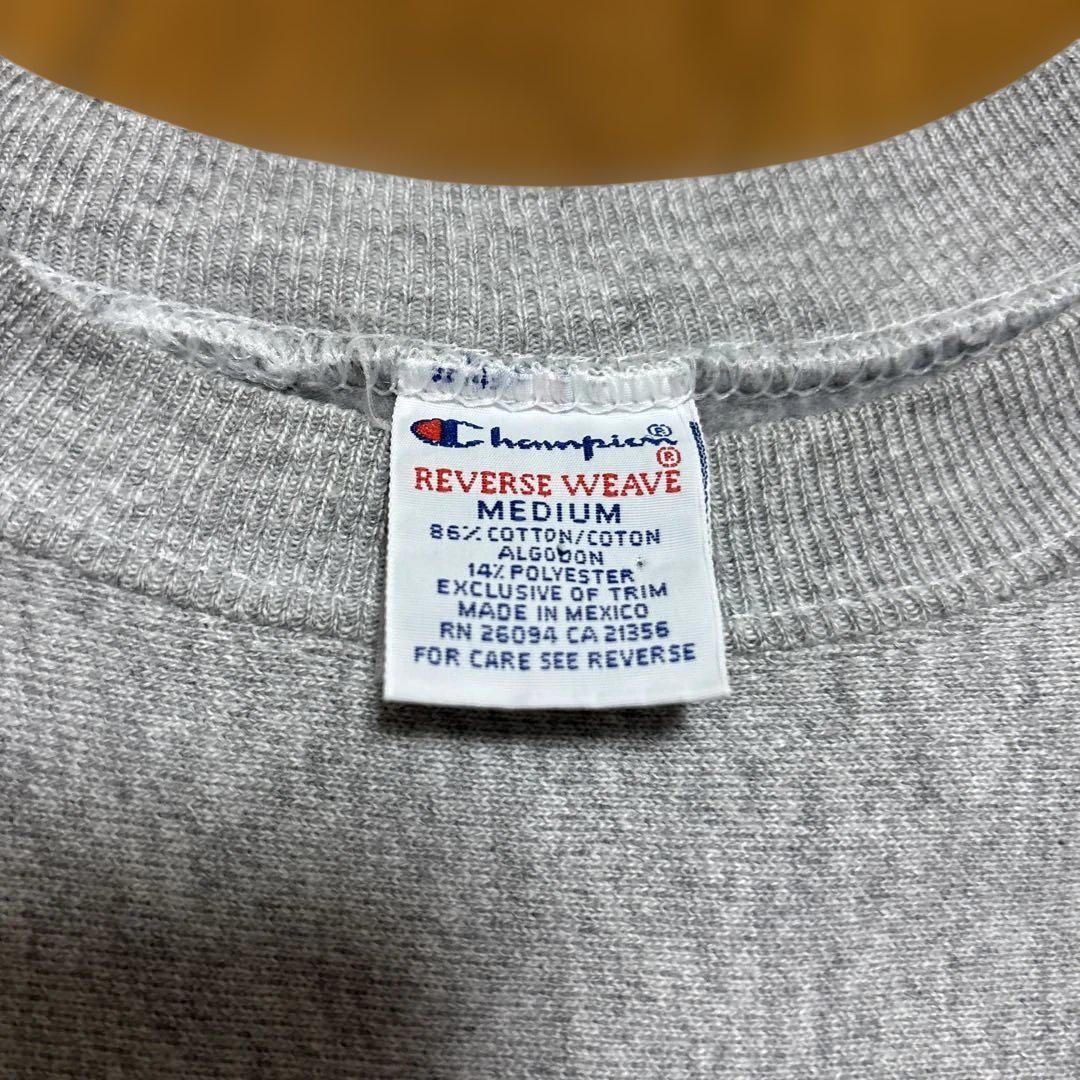 Champion®
®
REVERSE WEAVE
MEDIUM
86% COTTON/COTON
ALGODON
14% POLYESTER
EXCLUSIVE OF TRIM
MADE IN MEXICO
RN 26094 CA 21356
FOR CARE SEE REVERSE